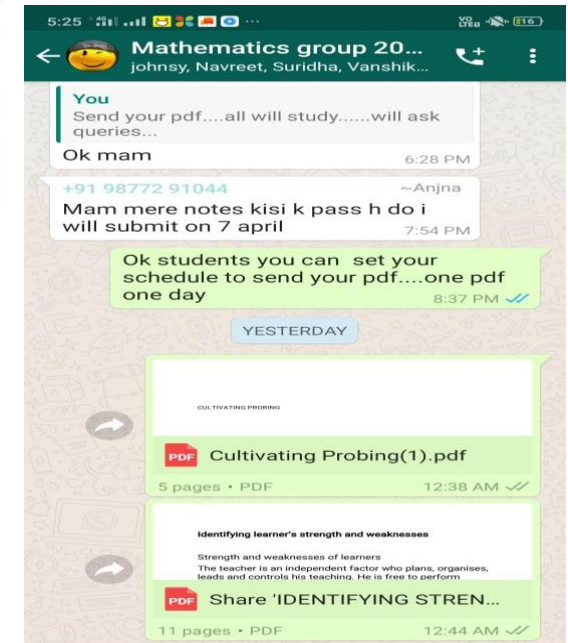 5:25
Mathematics group 20...
johnsy, Navreet, Suridha, Vanshik...
You
Send your pdf....all will study......will ask
queries...
Ok mam
6:28 PM
+91 98772 91044 ~Anjna
Mam mere notes kisi k pass h do i
will submit on 7 april
7:54 PM
Ok students you can set your
schedule to send your pdf....one pdf
one day
8:37 PM
YESTERDAY
CULTIVATING PROBING
PDF Cultivating Probing(1).pdf
5 pages • PDF 12:38 AM
Identifying learner's strength and weaknesses
Strength and weaknesses of learners
The teacher is an independent factor who plans, organises,
leads and controls his teaching. He is free to perform
PDF Share 'IDENTIFYING STREN...
11 pages • PDF 12:44 AM